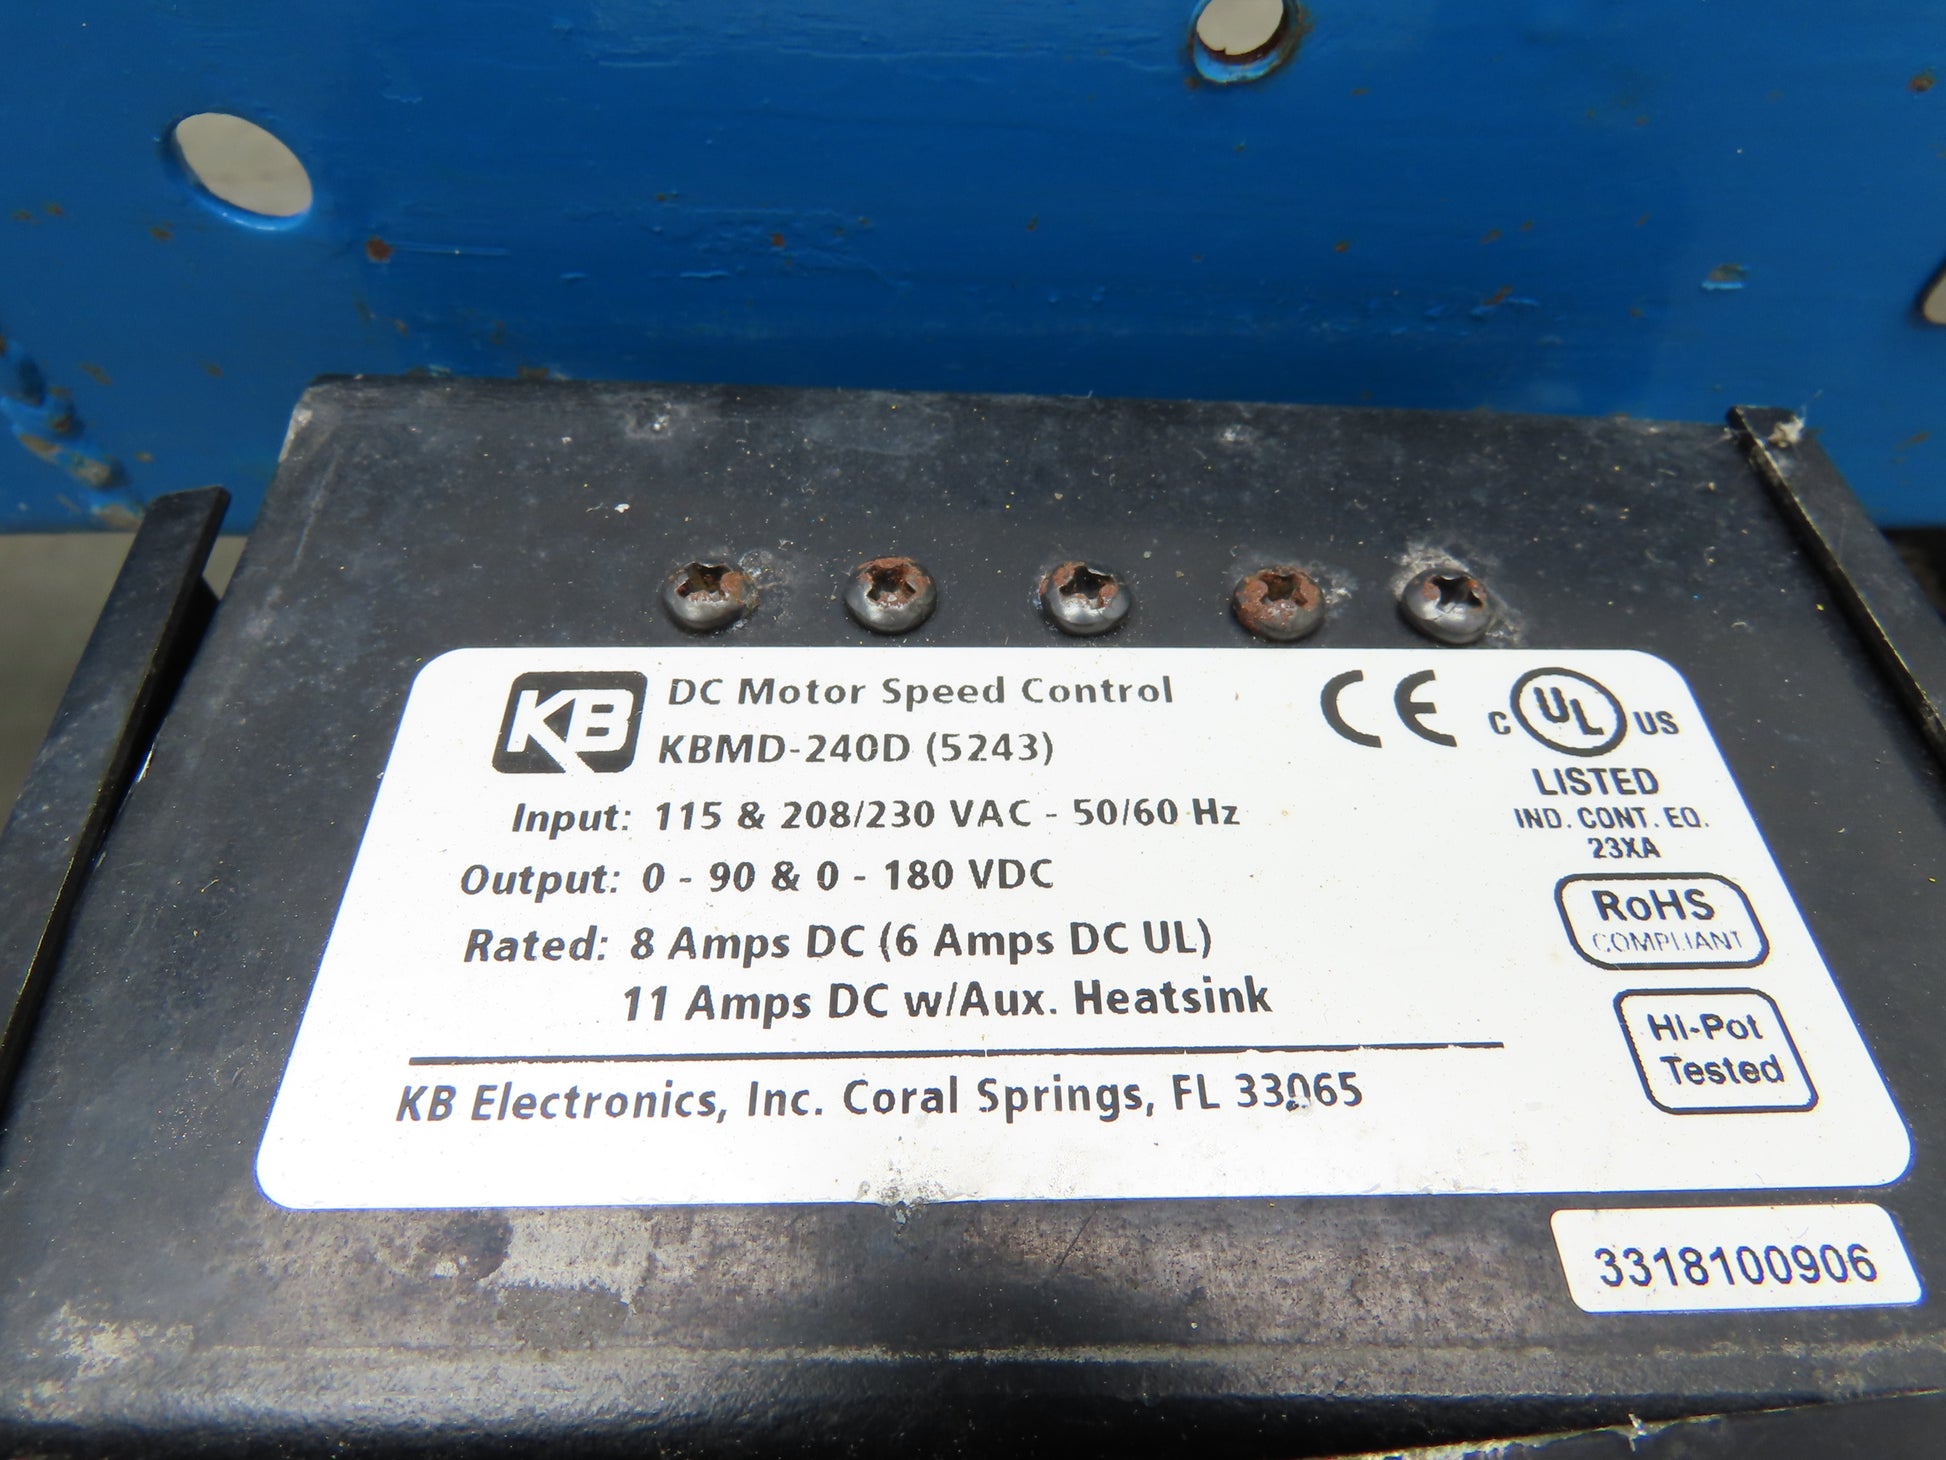 KB DC Motor Speed Control
KBMD-240D (5243)
Input: 115 & 208/230 VAC - 50/60 Hz
Output: 0 - 90 & 0 - 180 VDC
Rated: 8 Amps DC (6 Amps DC UL)
11 Amps DC w/Aux. Heatsink
KB Electronics, Inc. Coral Springs, FL 33065
CE
C UL US
LISTED
IND. CONT. EQ.
23XA
RoHS
COMPLIANT
Hi-Pot
Tested
3318100906